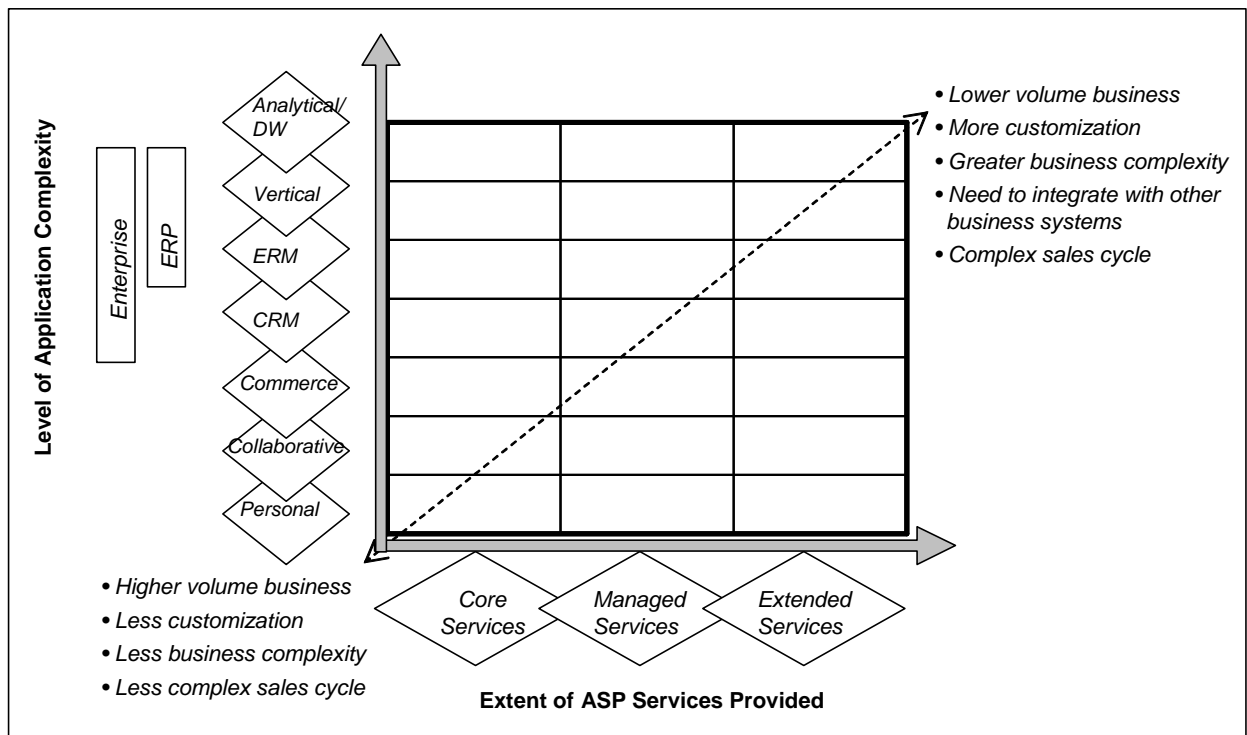 Level of Application Complexity
Enterprise
ERP
Analytical/
DW
Vertical
ERM
CRM
Commerce
Collaborative
Personal
• Lower volume business
• More customization
• Greater business complexity
• Need to integrate with other
business systems
• Complex sales cycle
• Higher volume business
• Less customization
• Less business complexity
• Less complex sales cycle
Core
Services
Managed
Services
Extended
Services
Extent of ASP Services Provided